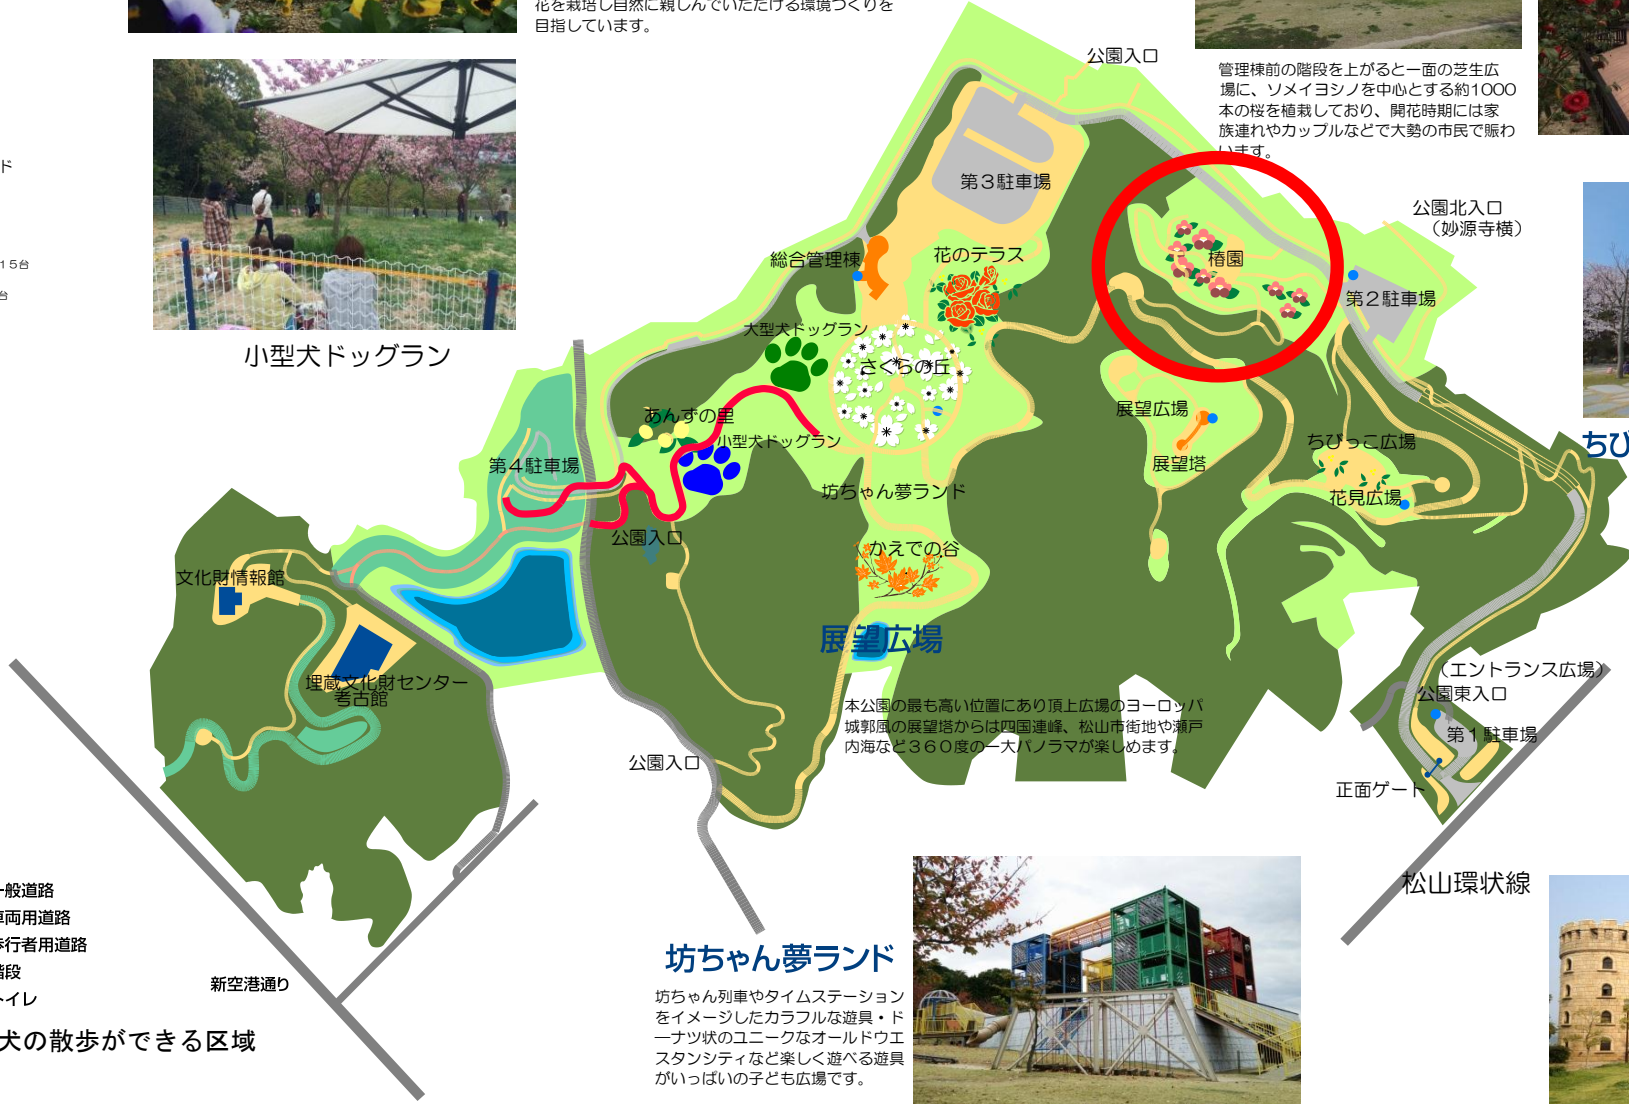 花を栽培し自然に親しんでいただける環境づくりを
目指しています。
公園入口
管理棟前の階段を上がると一面の芝生広
場に、ソメイヨシノを中心とする約1000
本の桜を植栽しており、開花時期には家
族連れやカップルなどで大勢の市民で賑わ
います。
ド
第3駐車場
公園北入口
（妙源寺横）
15台
台
総合管理棟
花のテラス
椿園
第2駐車場
大型犬ドッグラン
小型犬ドッグラン
さくらの丘
あんずの里
展望広場
小型犬ドッグラン
ちびっこ広場
ちび
第4駐車場
展望塔
坊ちゃん夢ランド
花見広場
公園入口
かえでの谷
文化財情報館
展望広場
埋蔵文化財センター
考古館
（エントランス広場）
公園東入口
本公園の最も高い位置にあり頂上広場のヨーロッパ
城郭風の展望塔からは四国連峰、松山市街地や瀬戸
内海など３６０度の一大パノラマが楽しめます。
第1駐車場
公園入口
正面ゲート
松山環状線
一般道路
車両用道路
歩行者用道路
階段
トイレ
新空港通り
犬の散歩ができる区域
坊ちゃん夢ランド
坊ちゃん列車やタイムステーション
をイメージしたカラフルな遊具・ド
ーナツ状のユニークなオールドウエ
スタンシティなど楽しく遊べる遊具
がいっぱいの子ども広場です。